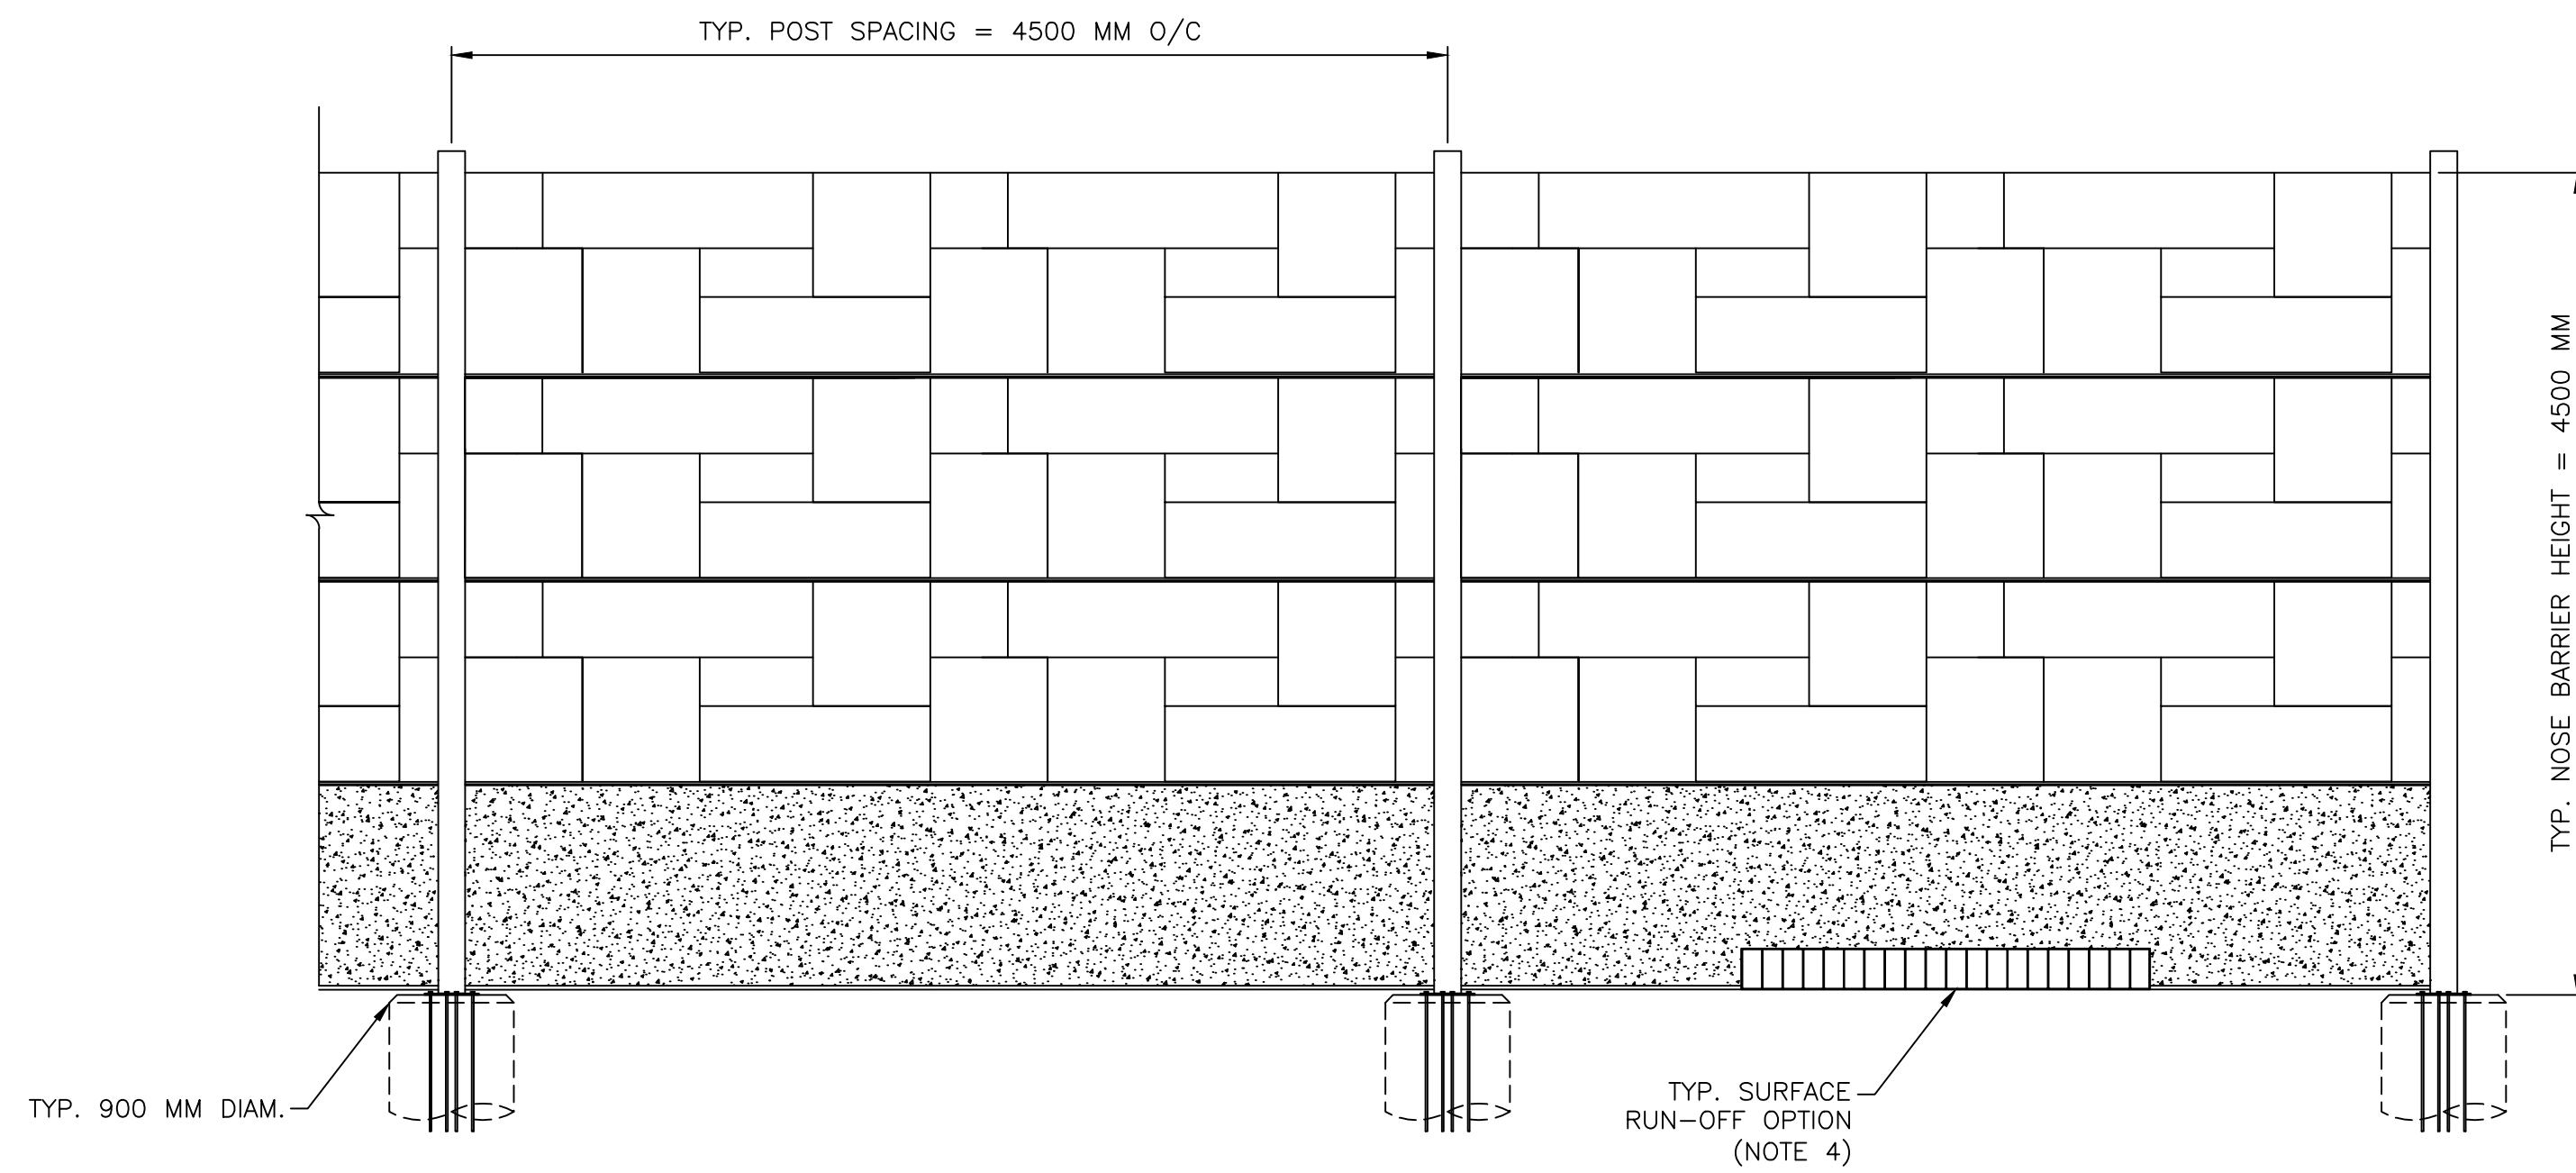 TYP. POST SPACING = 4500 MM O/C
TYP. NOSE BARRIER HEIGHT = 4500 MM
TYP. 900 MM DIAM.
TYP. SURFACE
RUN-OFF OPTION
(NOTE 4)